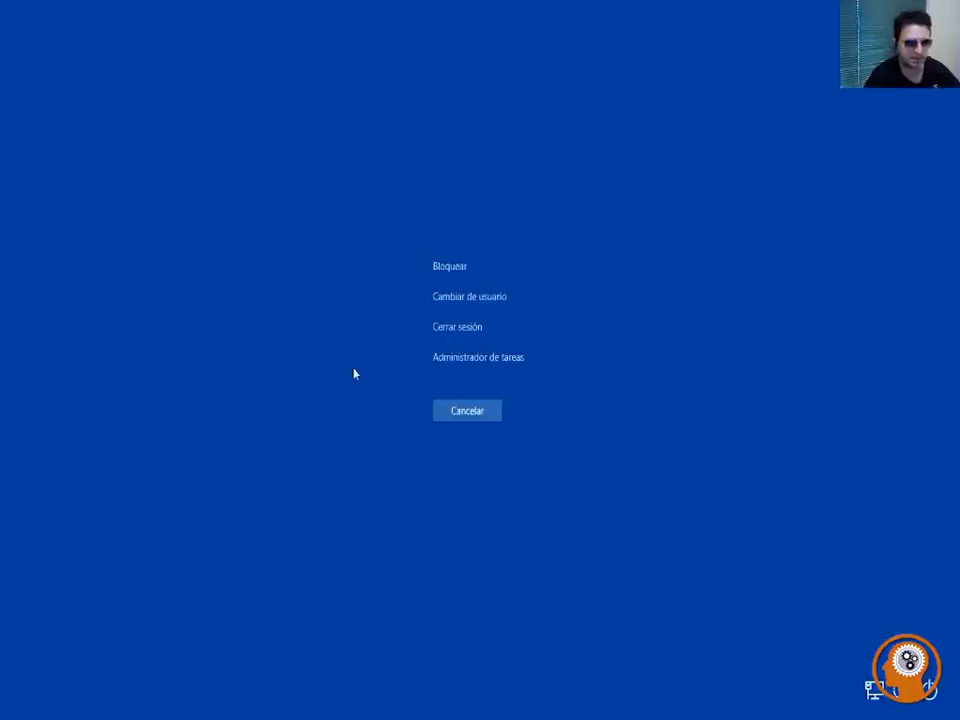 Bloquear
Cambiar de usuario
Cerrar sesión
Administrador de tareas
Cancelar